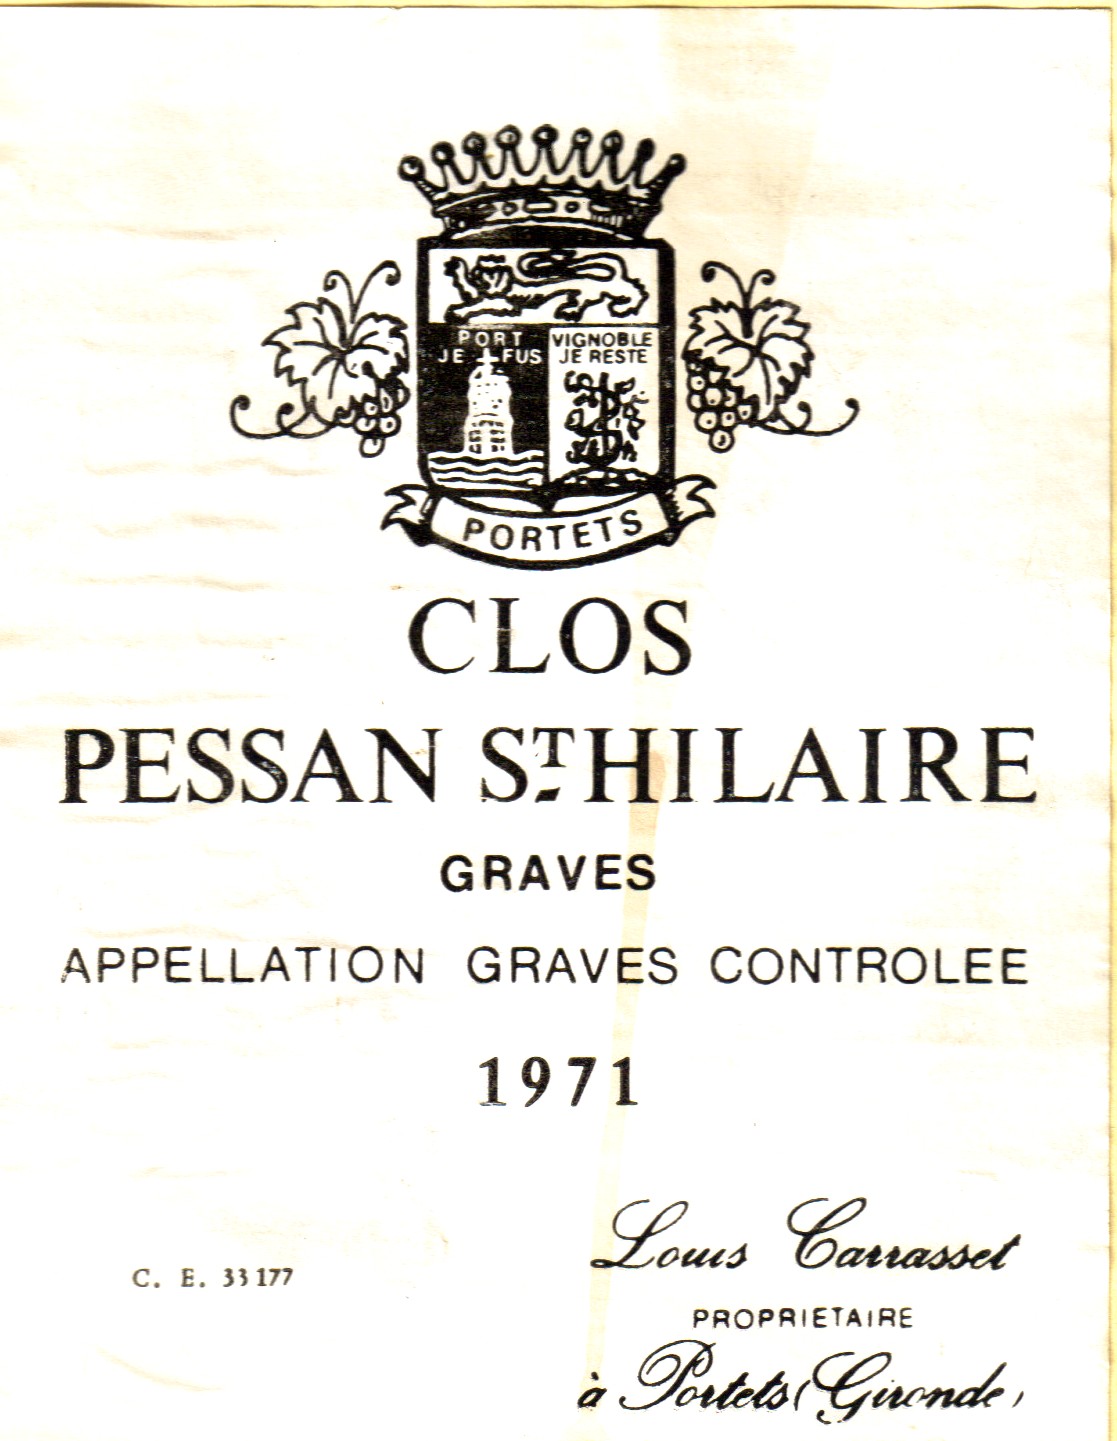 PORT
JE FUS
VIGNOBLE
JE RESTE
PORTETS
CLOS
PESSAN ST HILAIRE
GRAVES
APPELLATION GRAVES CONTROLEE
1971
C. E. 33177
Louis Carrasset
PROPRIETAIRE
à Portets (Gironde)